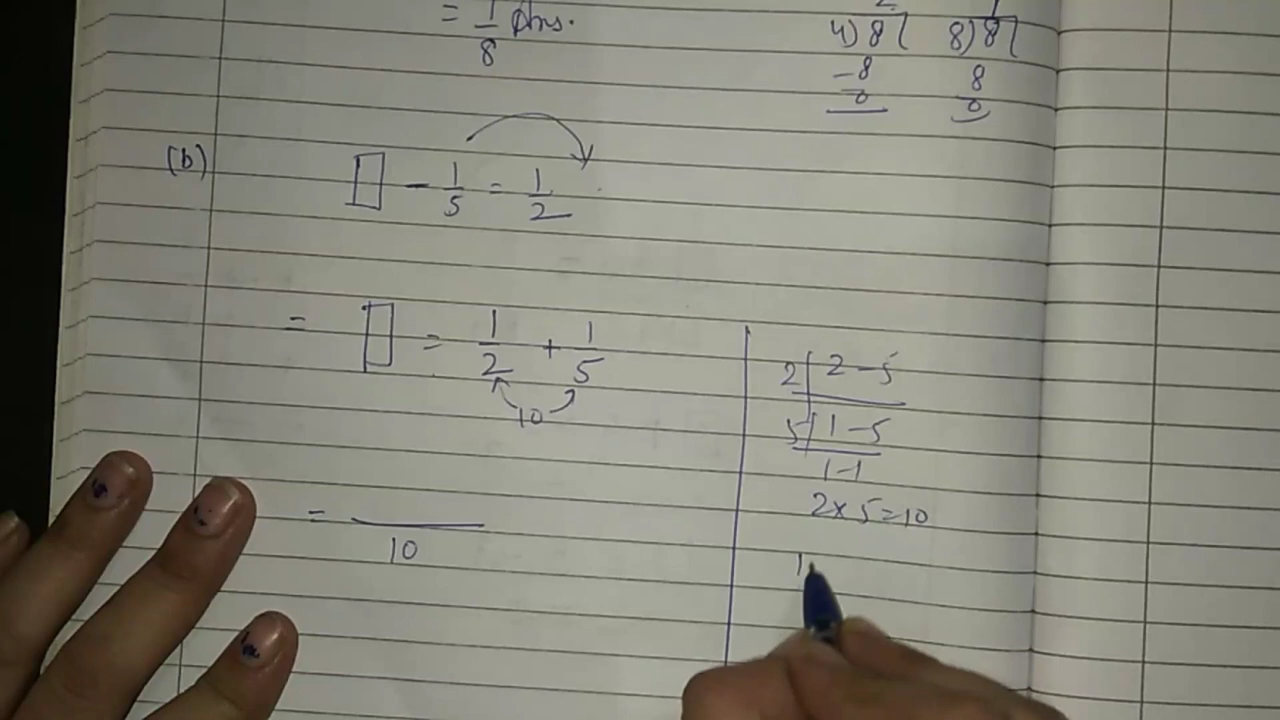 = 1/8 Ans.
4)8( 8)8(
-8 8
0 0
(b) □ - 1/5 = 1/2
= □ = 1/2 + 1/5
10
= /10
2 | 2 - 5
5 | 1 - 5
1 - 1
2 x 5 = 10
1